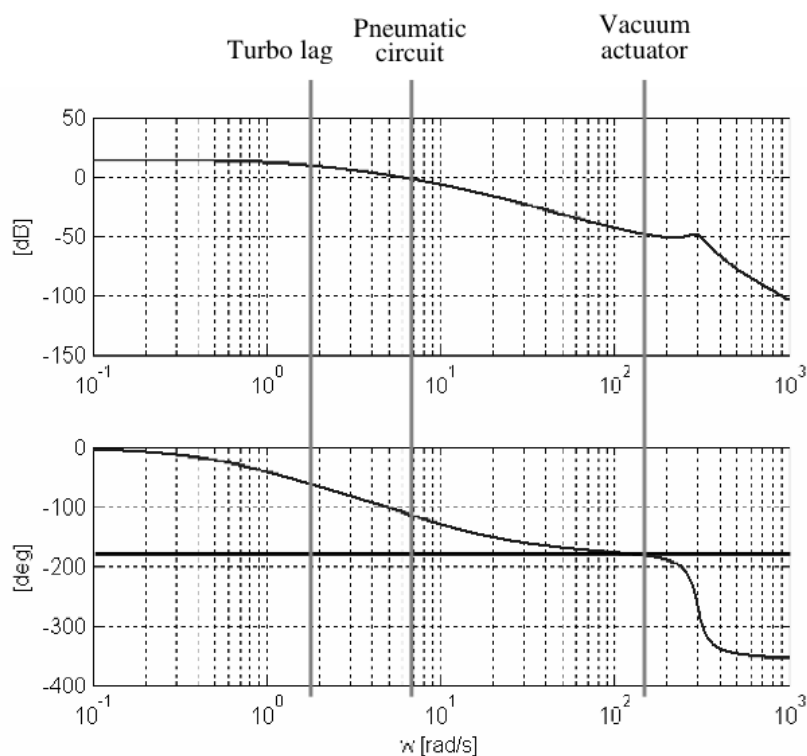 Turbo lag
Pneumatic
circuit
Vacuum
actuator
50
0
-50
-100
-150
[dB]
10^-1
10^0
10^1
10^2
10^3
0
-100
-200
-300
-400
[deg]
10^-1
10^0
10^1
10^2
10^3
w [rad/s]